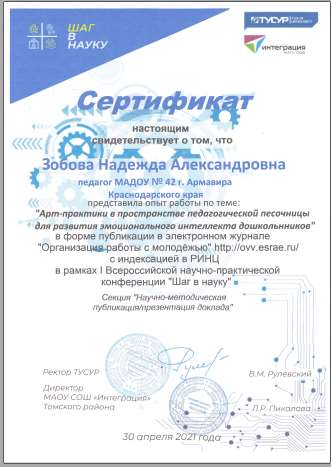 ШАГ
В
НАУКУ
ТУСУР
интеграция
Сертификат
настоящим
свидетельствует о том, что
Зобова Надежда Александровна
педагог МАДОУ № 42 г. Армавира
Краснодарского края
представила опыт работы по теме:
"Арт-практики в пространстве педагогической песочницы
для развития эмоционального интеллекта дошкольников"
в форме публикации в электронном журнале
"Организация работы с молодёжью" http://ovv.esrae.ru/
с индексацией в РИНЦ
в рамках I Всероссийской научно-практической
конференции "Шаг в науку"
Секция "Научно-методическая
публикация/презентация доклада"
Ректор ТУСУР
В.М. Рулевский
Директор
МАОУ СОШ «Интеграция»
Томского района
Л.Р. Пикалова
30 апреля 2021 года